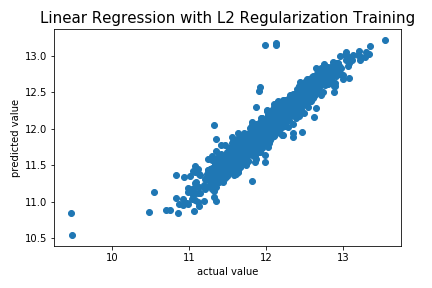 Linear Regression with L2 Regularization Training
13.0
12.5
12.0
11.5
11.0
10.5
predicted value
10 11 12 13
actual value